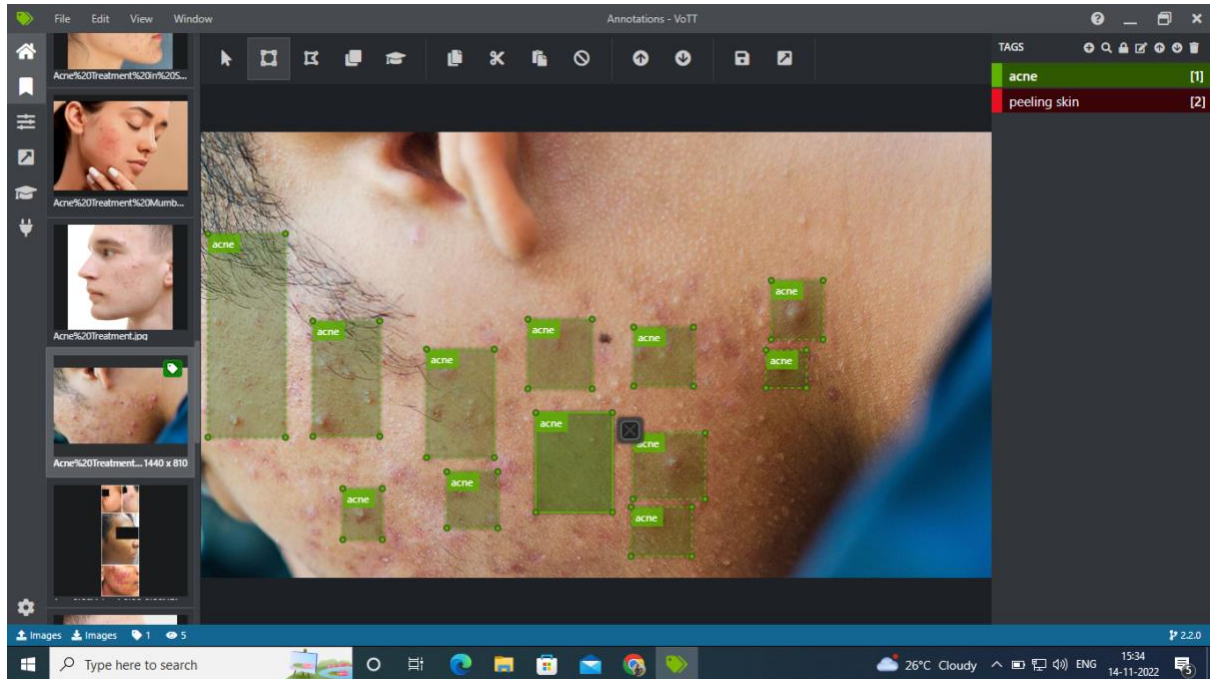 File Edit View Window
Annotations - VoTT
Acne%20Treatment%20in%20S...
Acne%20Treatment%20Mumb...
Acne%20Treatment.jpg
Acne%20Treatment... 1440 x 810
TAGS
acne [1]
peeling skin [2]
acne
acne
acne
acne
acne
acne
acne
acne
acne
acne
acne
acne
Images Images 1 5
2.2.0
Type here to search
26°C Cloudy
ENG
15:34
14-11-2022
5